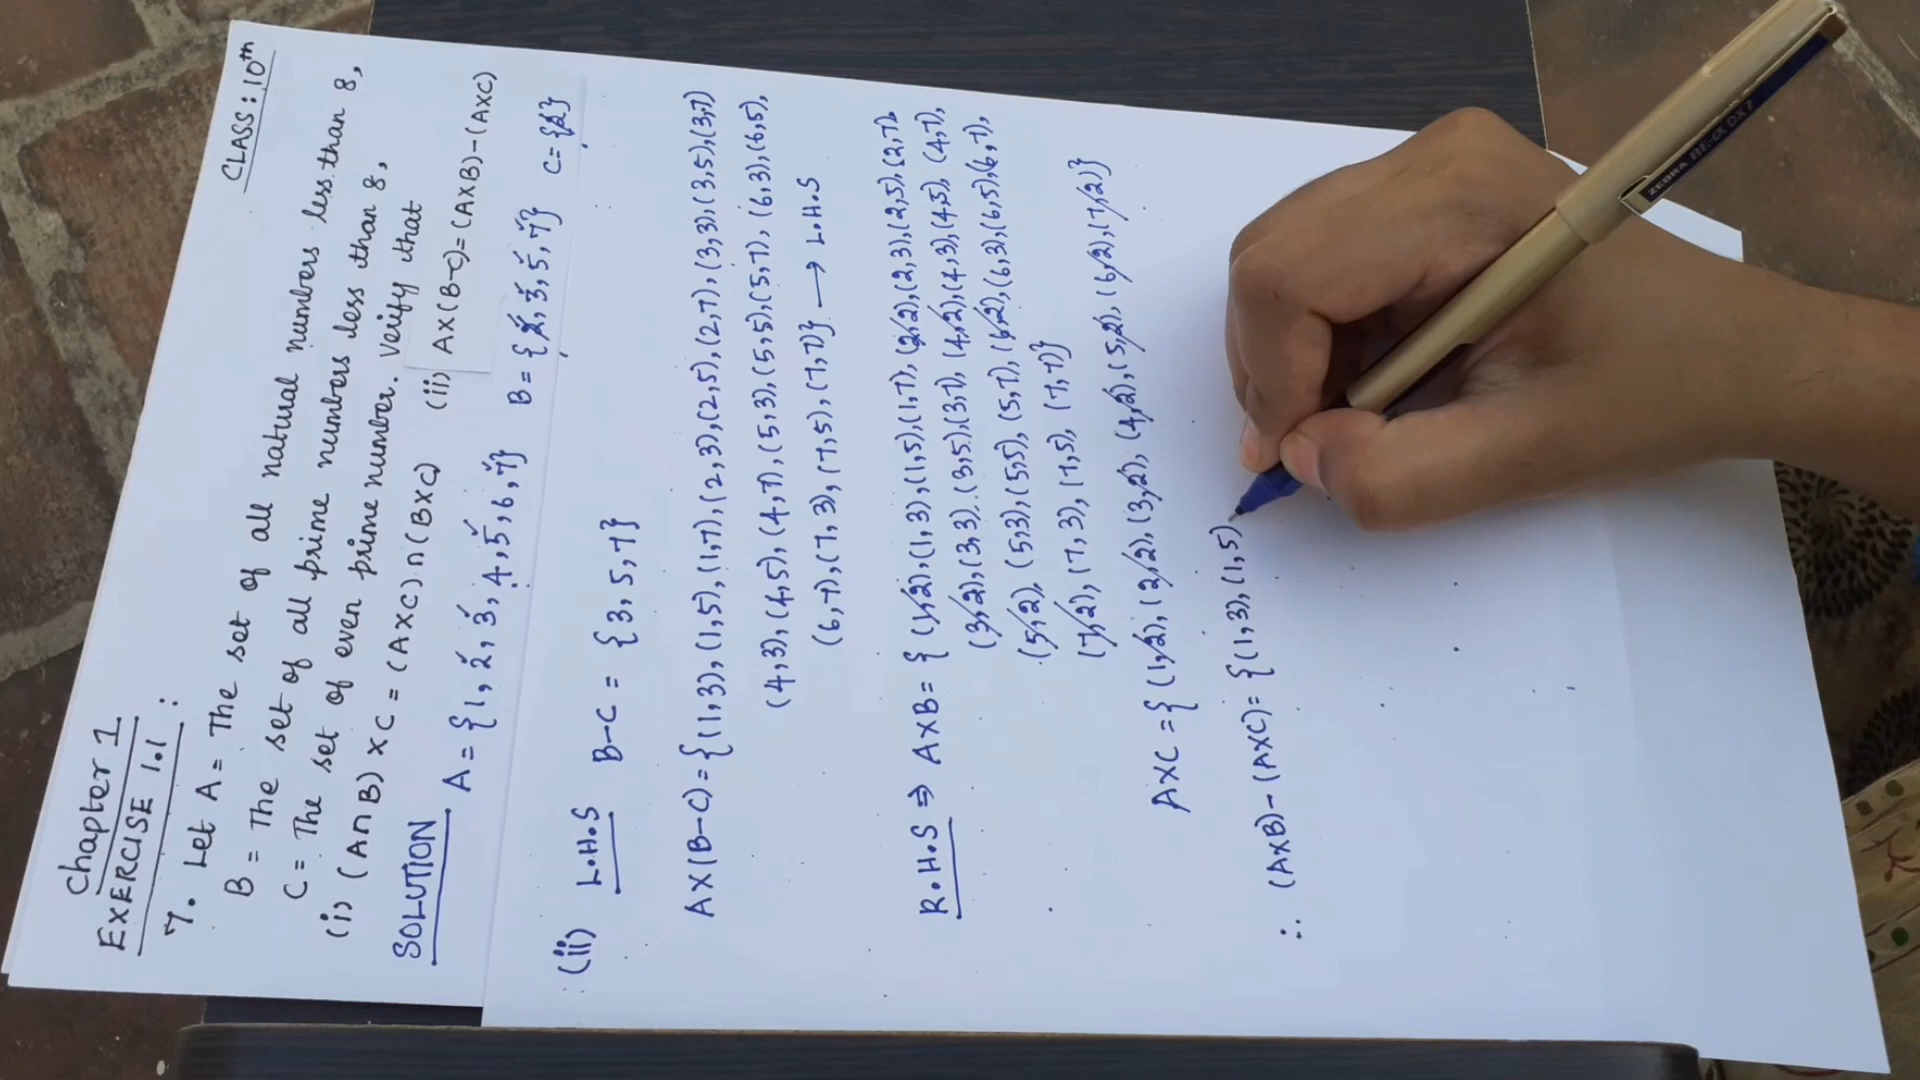 CLASS: 10th
Chapter 1
EXERCISE 1.1 :
7. Let A = The set of all natural numbers less than 8,
B = The set of all prime numbers less than 8,
C = The set of even prime number. Verify that
(i) (A∩B) × C = (A×C) ∩ (B×C) (ii) A×(B-C) = (A×B)-(A×C)
SOLUTION A = {1, 2, 3, 4, 5, 6, 7} B = {2, 3, 5, 7} C = {2}
(ii) L.H.S B-C = {3, 5, 7}
A×(B-C) = {(1,3), (1,5), (1,7), (2,3), (2,5), (2,7), (3,3), (3,5), (3,7)
(4,3), (4,5), (4,7), (5,3), (5,5), (5,7), (6,3), (6,5),
(6,7), (7,3), (7,5), (7,7)} → L.H.S
R.H.S ⇒ A×B = {(1,2), (1,3), (1,5), (1,7), (2,2), (2,3), (2,5), (2,7),
(3,2), (3,3), (3,5), (3,7), (4,2), (4,3), (4,5), (4,7),
(5,2), (5,3), (5,5), (5,7), (6,2), (6,3), (6,5), (6,7),
(7,2), (7,3), (7,5), (7,7)}
A×C = {(1,2), (2,2), (3,2), (4,2), (5,2), (6,2), (7,2)}
∴ (A×B)-(A×C) = {(1,3), (1,5),
ZEBRA BE-α DX7